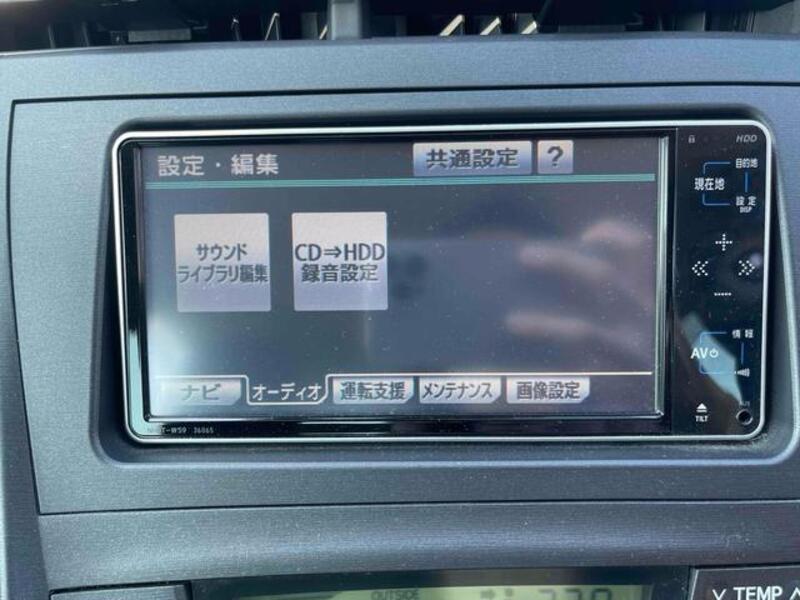 設定・編集 共通設定 ?
サウンド
ライブラリ編集
CD⇒HDD
録音設定
ナビ オーディオ 運転支援 メンテナンス 画像設定
HDD
目的地
現在地
設定
DISP
情報
AV
TILT
OUTSIDE
TEMP